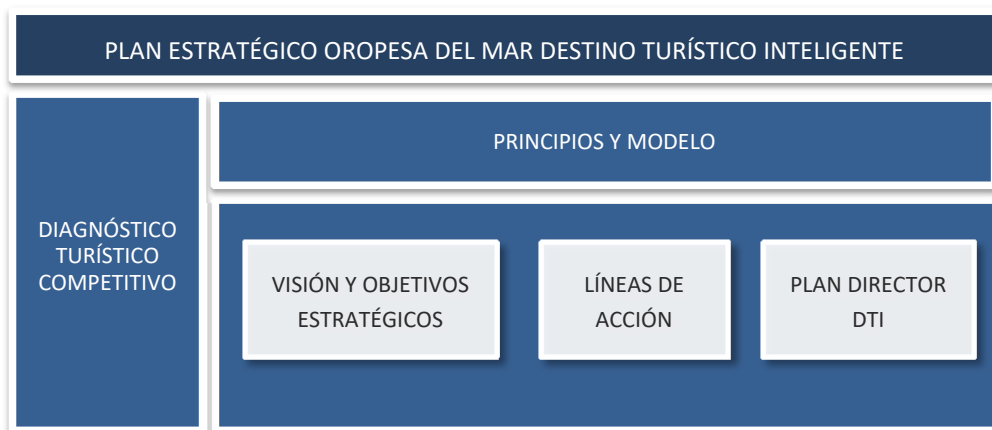 PLAN ESTRATÉGICO OROPESA DEL MAR DESTINO TURÍSTICO INTELIGENTE
PRINCIPIOS Y MODELO
DIAGNÓSTICO
TURÍSTICO
COMPETITIVO
VISIÓN Y OBJETIVOS
ESTRATÉGICOS
LÍNEAS DE
ACCIÓN
PLAN DIRECTOR
DTI